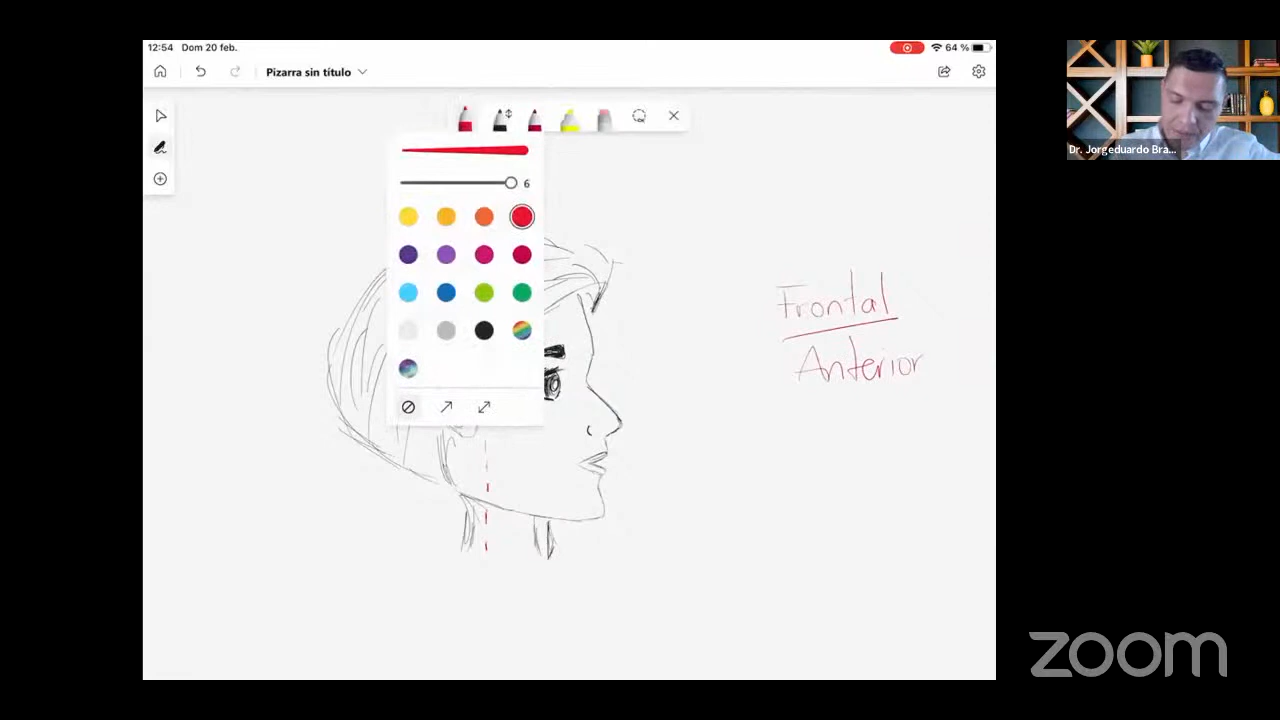 12:54 Dom 20 feb.
64 %
Pizarra sin título
6
Frontal
Anterior
Dr. Jorgeduardo Bra...
zoom